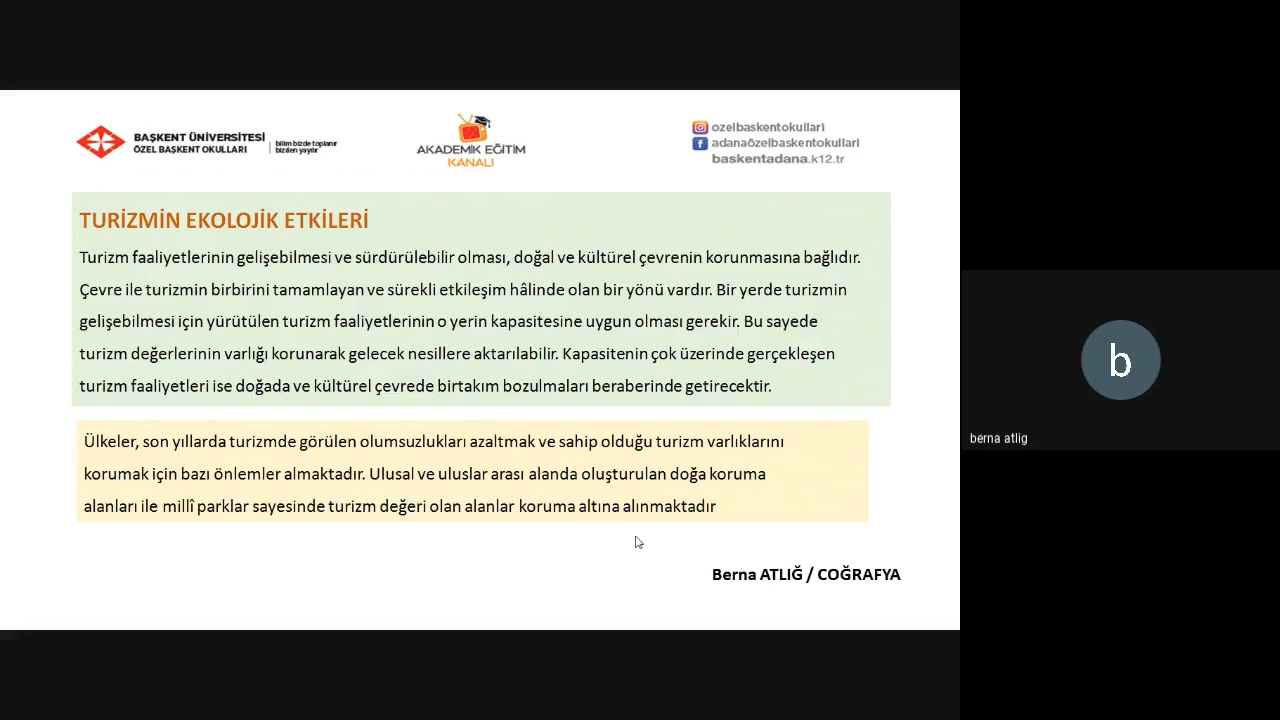 BAŞKENT ÜNİVERSİTESİ
ÖZEL BAŞKENT OKULLARI
bilim bizde toplanır
bizden yayılır
AKADEMİK EĞİTİM
KANALI
ozelbaskentokullari
adanaözelbaskentokullari
baskentadana.k12.tr
TURİZMİN EKOLOJİK ETKİLERİ
Turizm faaliyetlerinin gelişebilmesi ve sürdürülebilir olması, doğal ve kültürel çevrenin korunmasına bağlıdır.
Çevre ile turizmin birbirini tamamlayan ve sürekli etkileşim hâlinde olan bir yönü vardır. Bir yerde turizmin
gelişebilmesi için yürütülen turizm faaliyetlerinin o yerin kapasitesine uygun olması gerekir. Bu sayede
turizm değerlerinin varlığı korunarak gelecek nesillere aktarılabilir. Kapasitenin çok üzerinde gerçekleşen
turizm faaliyetleri ise doğada ve kültürel çevrede birtakım bozulmaları beraberinde getirecektir.
Ülkeler, son yıllarda turizmde görülen olumsuzlukları azaltmak ve sahip olduğu turizm varlıklarını
korumak için bazı önlemler almaktadır. Ulusal ve uluslar arası alanda oluşturulan doğa koruma
alanları ile millî parklar sayesinde turizm değeri olan alanlar koruma altına alınmaktadır
Berna ATLIĞ / COĞRAFYA
b
berna atlig